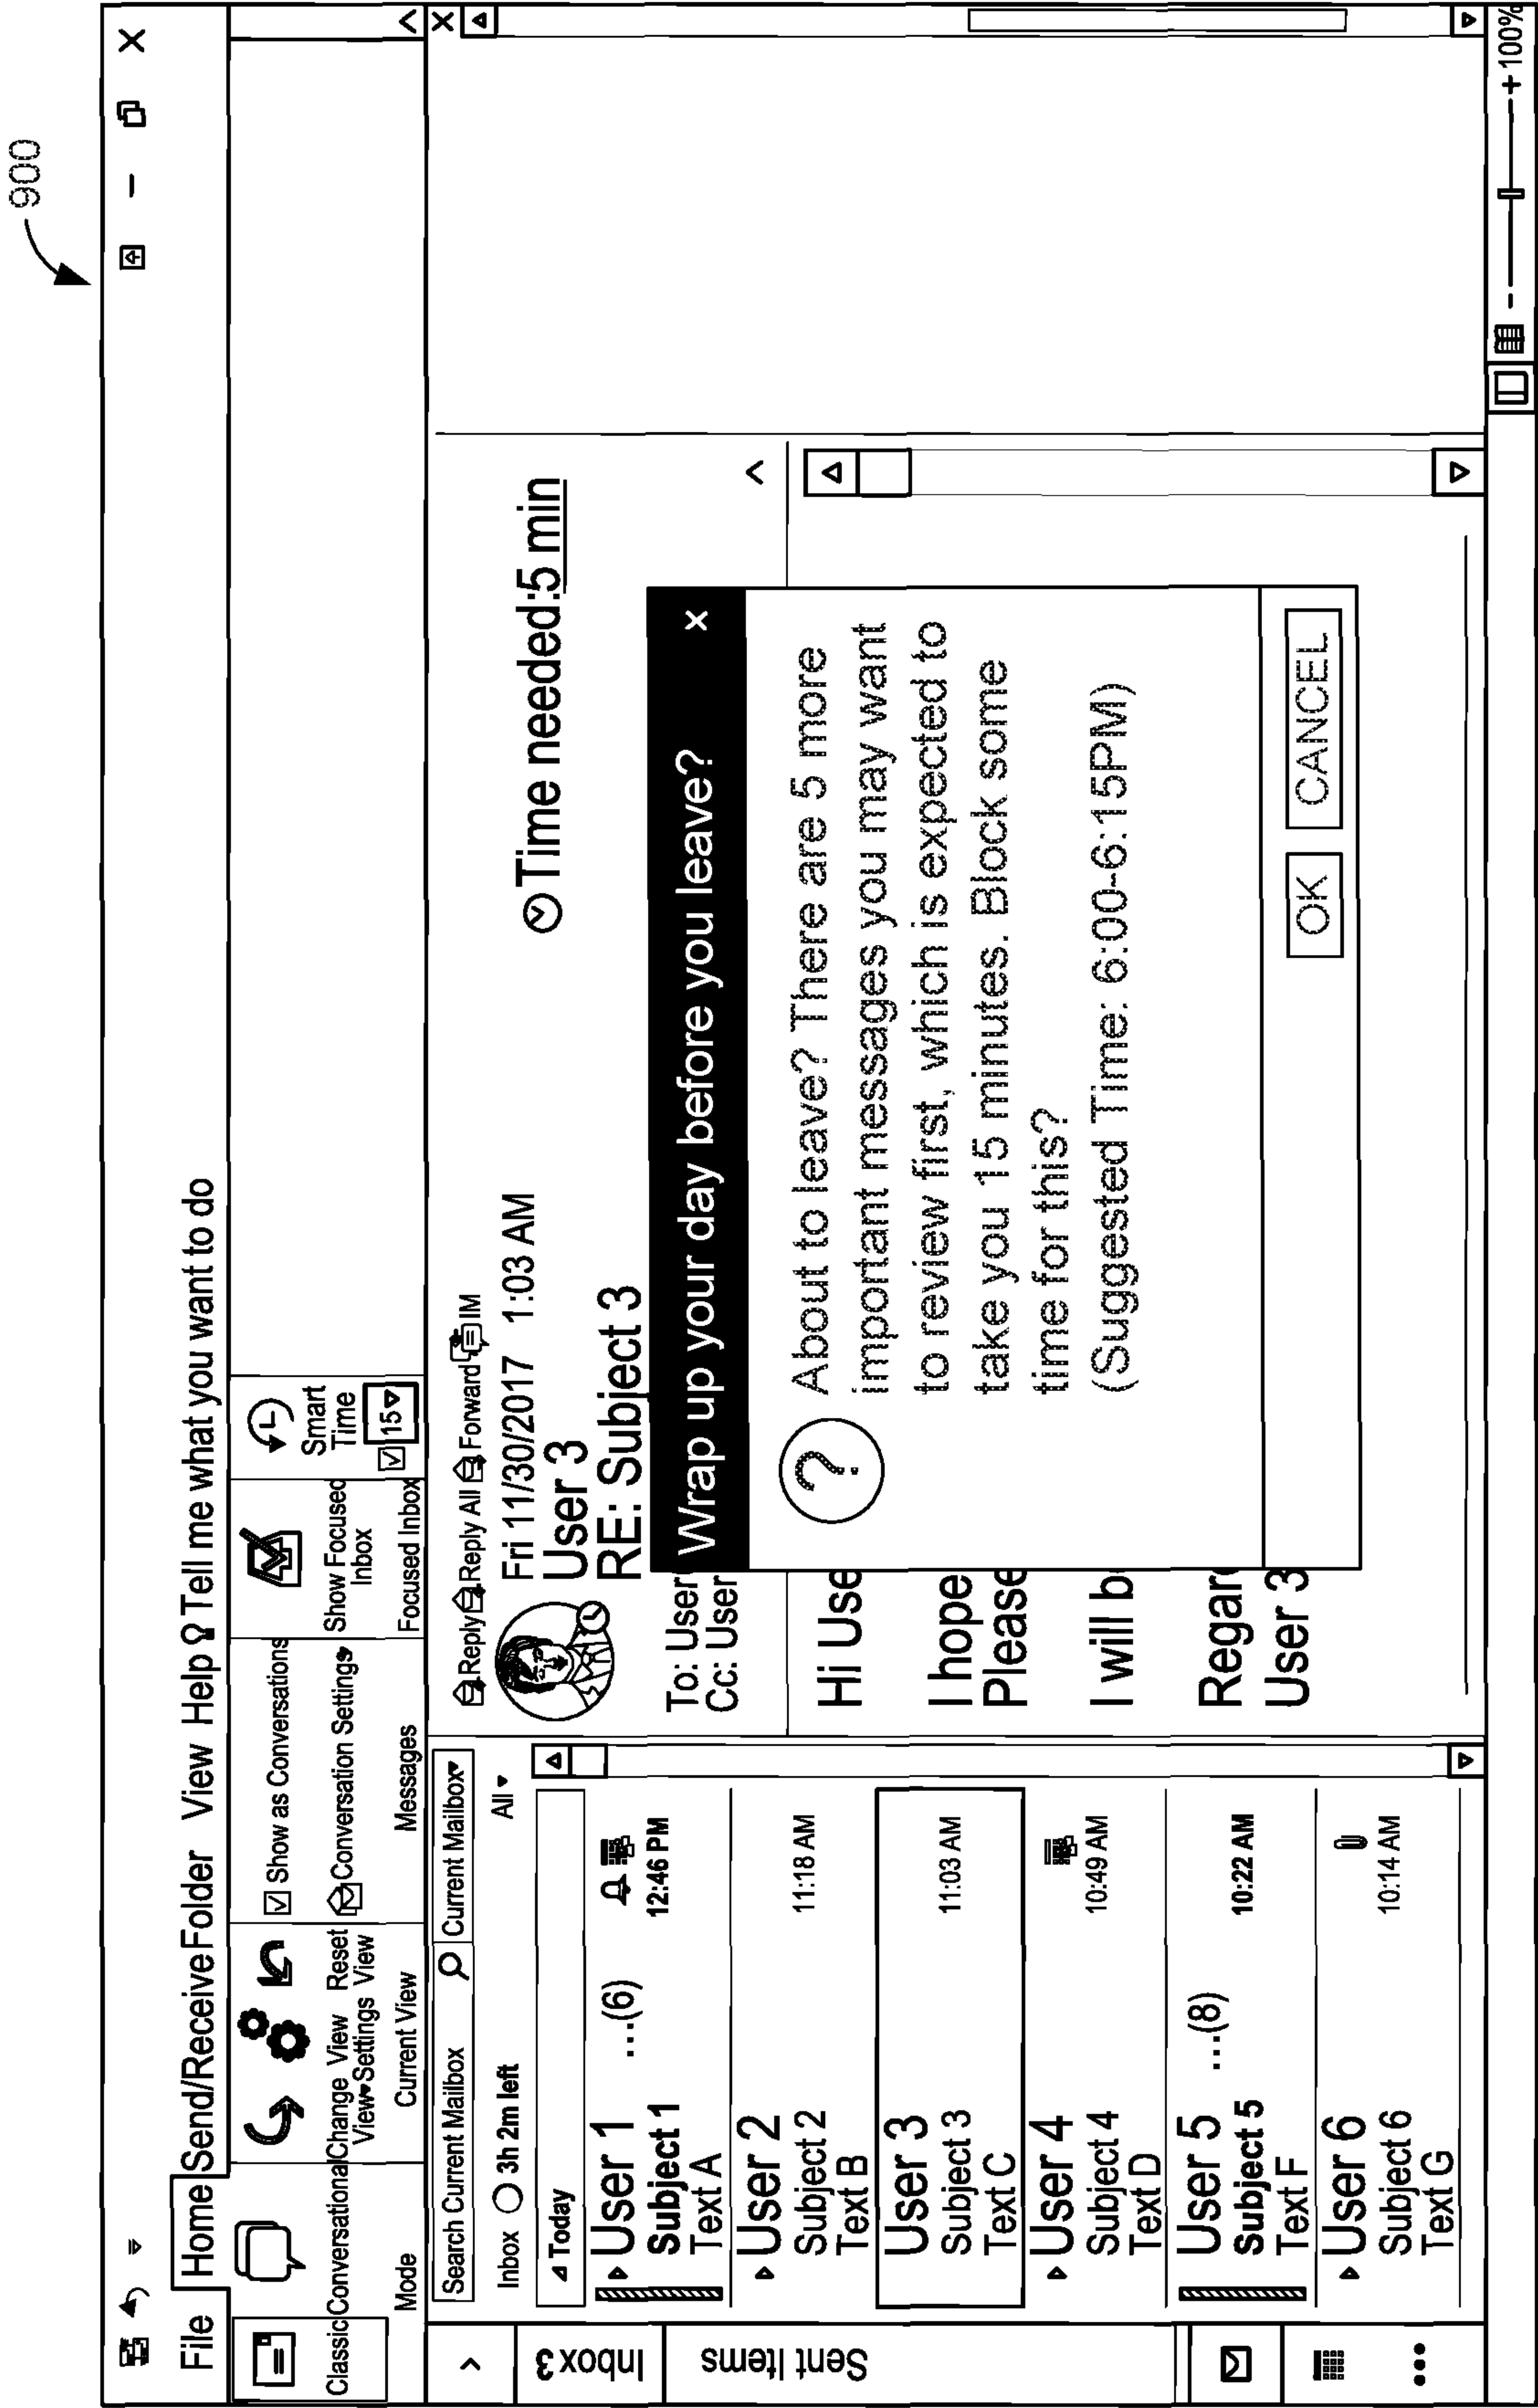 900
File Home Send/Receive Folder View Help Tell me what you want to do
Classic Conversational
Mode
Change View View Settings Reset View
Current View
Show as Conversations
Conversation Settings
Messages
Show Focused Inbox
Focused Inbox
Smart Time
15
Search Current Mailbox Current Mailbox
Inbox 3h 2m left All
Today
User 1 ...(6)
Subject 1 12:46 PM
Text A
User 2
Subject 2 11:18 AM
Text B
User 3
Subject 3 11:03 AM
Text C
User 4
Subject 4 10:49 AM
Text D
User 5 ...(8)
Subject 5 10:22 AM
Text F
User 6
Subject 6 10:14 AM
Text G
Inbox 3
Sent Items
Reply Reply All Forward IM
Fri 11/30/2017 1:03 AM
User 3
RE: Subject 3
Time needed:5 min
To: User
Cc: User
Hi Use
I hope
Please
I will b
Regar
User 3
Wrap up your day before you leave? ×
? About to leave? There are 5 more
important messages you may want
to review first, which is expected to
take you 15 minutes. Block some
time for this?
(Suggested Time: 6:00-6:15PM)
OK CANCEL
- + 100%